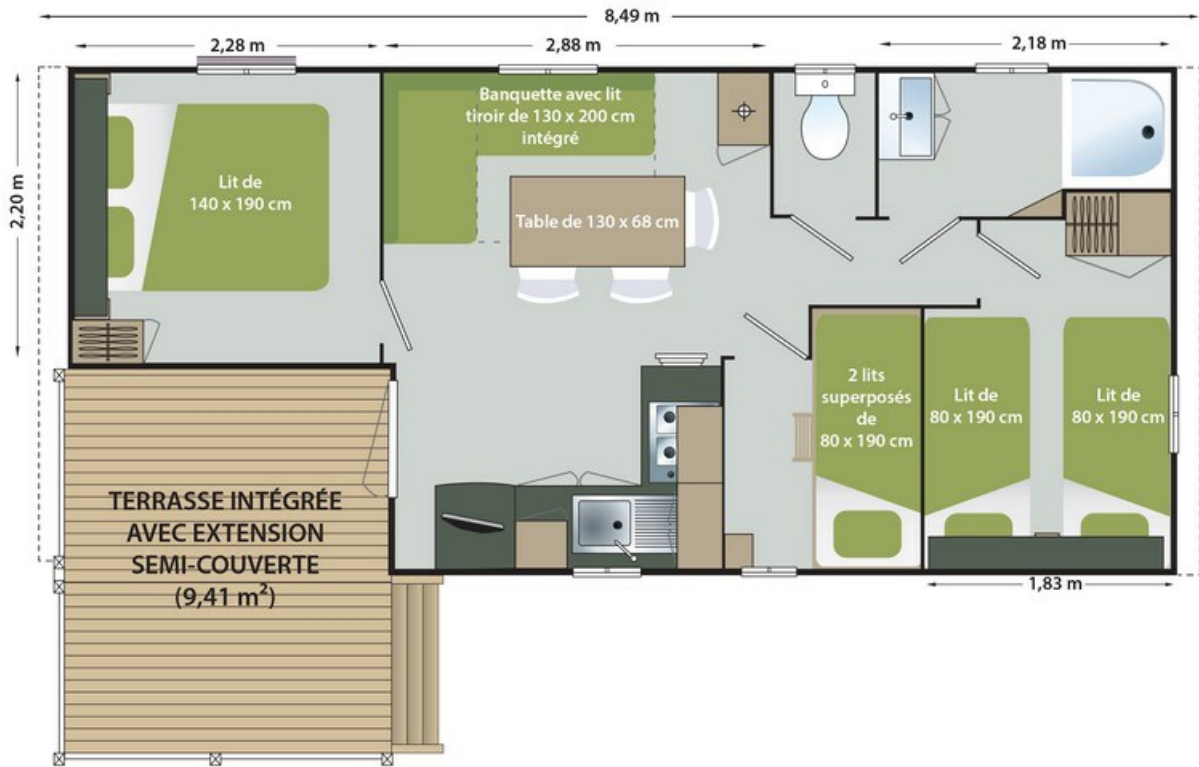 8,49 m
2,28 m
2,88 m
2,18 m
2,20 m
Banquette avec lit
tiroir de 130 x 200 cm
intégré
Lit de
140 x 190 cm
Table de 130 x 68 cm
2 lits
superposés
de
80 x 190 cm
Lit de
80 x 190 cm
Lit de
80 x 190 cm
TERRASSE INTÉGRÉE
AVEC EXTENSION
SEMI-COUVERTE
(9,41 m²)
1,83 m